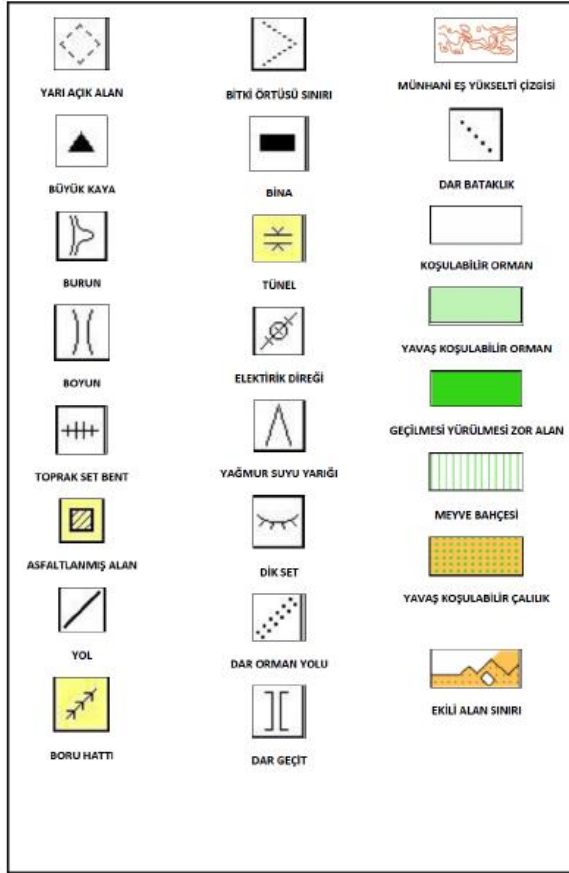 YARI AÇIK ALAN
BÜYÜK KAYA
BURUN
BOYUN
TOPRAK SET BENT
ASFALTLANMIŞ ALAN
YOL
BORU HATTI
BİTKİ ÖRTÜSÜ SINIRI
BİNA
TÜNEL
ELEKTİRİK DİREĞİ
YAĞMUR SUYU YARIĞI
DİK SET
DAR ORMAN YOLU
DAR GEÇİT
MÜNHANİ EŞ YÜKSELTİ ÇİZGİSİ
DAR BATAKLIK
KOŞULABİLİR ORMAN
YAVAŞ KOŞULABİLİR ORMAN
GEÇİLMESİ YÜRÜLMESİ ZOR ALAN
MEYVE BAHÇESİ
YAVAŞ KOŞULABİLİR ÇALILIK
EKİLİ ALAN SINIRI